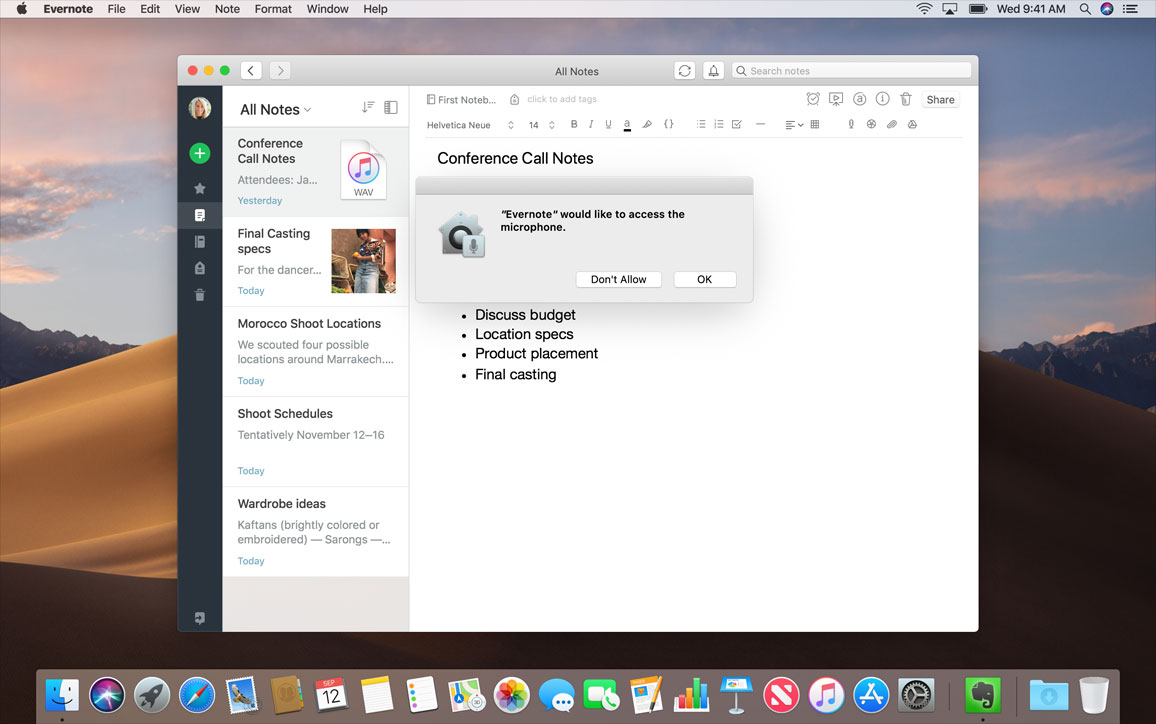 Evernote File Edit View Note Format Window Help Wed 9:41 AM
All Notes
Search notes
All Notes
First Noteb... click to add tags
Share
Helvetica Neue 14 B I U a {}
Conference
Call Notes
Attendees: Ja...
Yesterday
WAV
Final Casting
specs
For the dancer...
Today
Morocco Shoot Locations
We scouted four possible
locations around Marrakech....
Today
Shoot Schedules
Tentatively November 12–16
Today
Wardrobe ideas
Kaftans (brightly colored or
embroidered) — Sarongs —...
Today
Conference Call Notes
"Evernote" would like to access the
microphone.
Don't Allow OK
• Discuss budget
• Location specs
• Product placement
• Final casting
SEP
12
3D